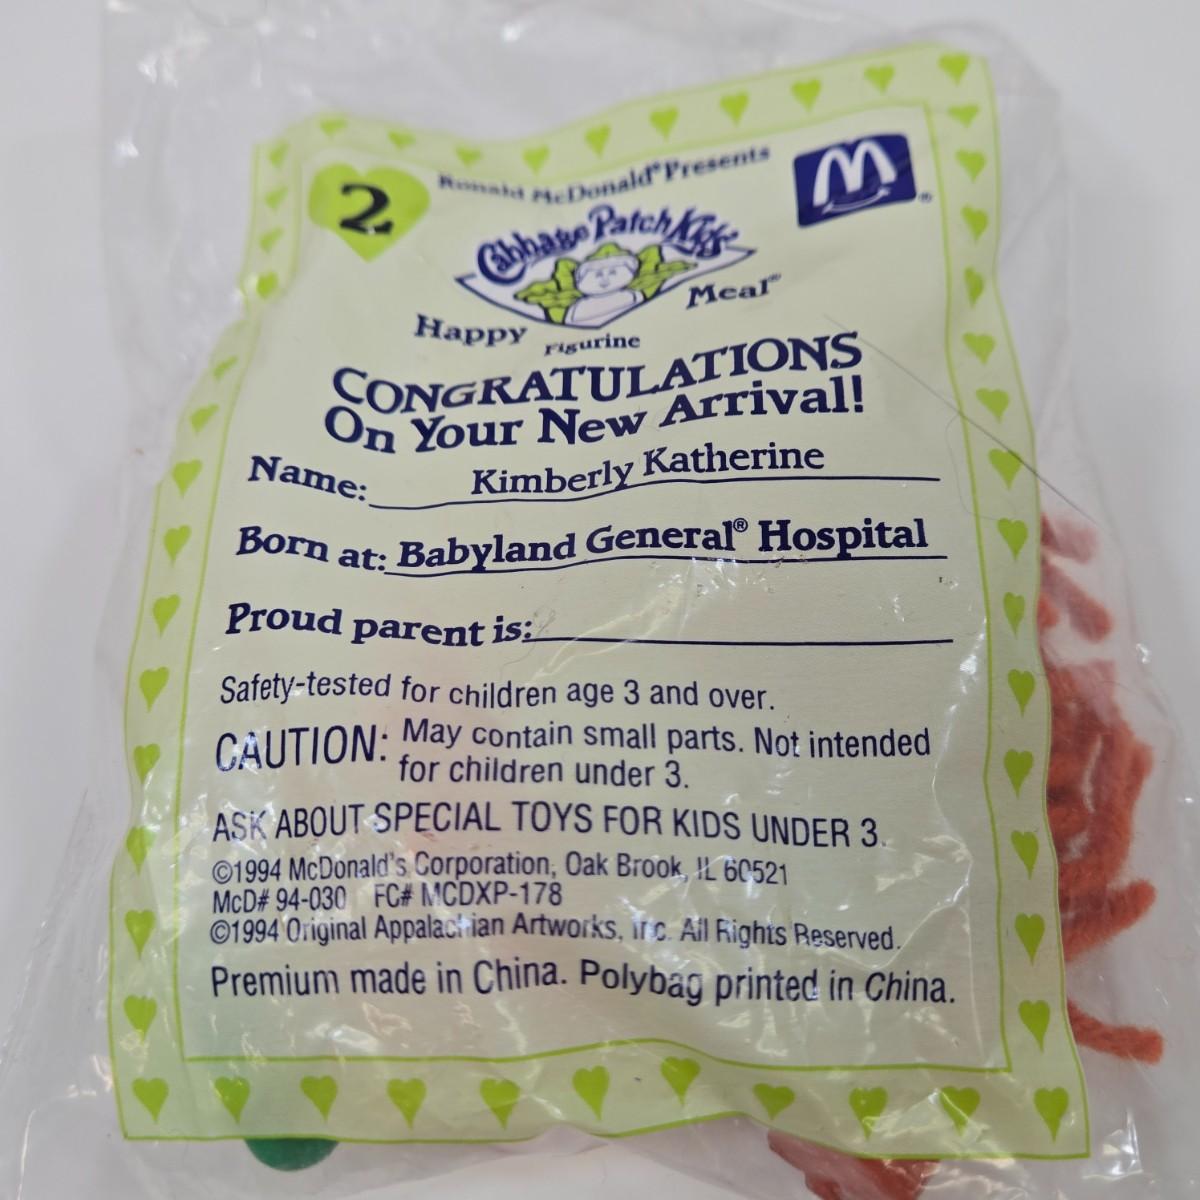 2
Ronald McDonald® Presents
M®
Cabbage Patch Kids
Happy Meal®
Figurine
CONGRATULATIONS
On Your New Arrival!
Name: Kimberly Katherine
Born at: Babyland General® Hospital
Proud parent is:
Safety-tested for children age 3 and over.
CAUTION: May contain small parts. Not intended
for children under 3.
ASK ABOUT SPECIAL TOYS FOR KIDS UNDER 3.
©1994 McDonald's Corporation, Oak Brook, IL 60521
McD# 94-030 FC# MCDXP-178
©1994 Original Appalachian Artworks, Inc. All Rights Reserved.
Premium made in China. Polybag printed in China.